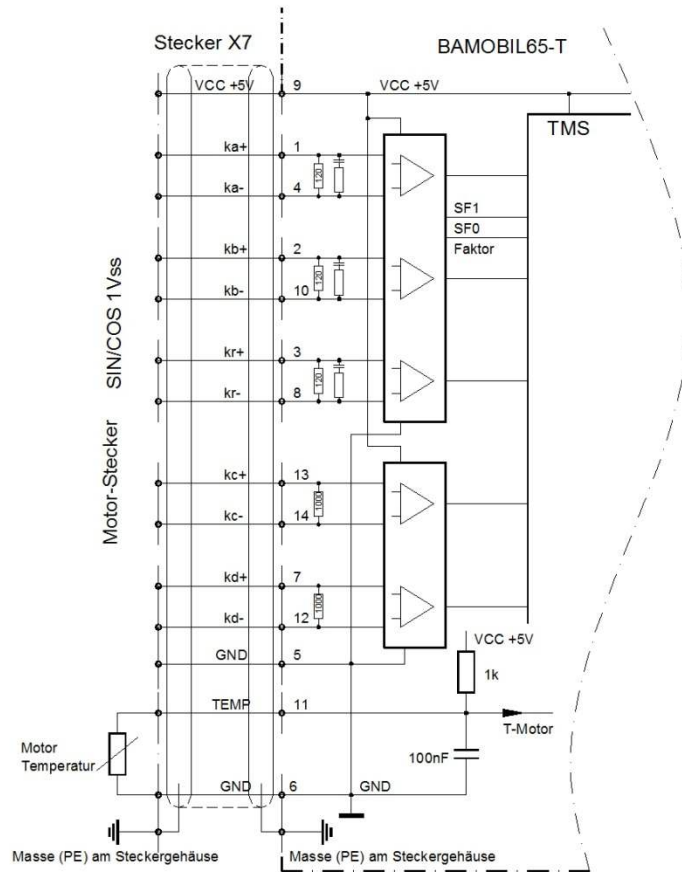 Stecker X7
BAMOBIL65-T
VCC +5V 9 VCC +5V
TMS
ka+ 1
120
ka- 4
SF1
SF0
Faktor
kb+ 2
120
kb- 10
kr+ 3
120
kr- 8
SIN/COS 1Vss
Motor-Stecker
kc+ 13
1000
kc- 14
kd+ 7
1000
kd- 12
GND 5
VCC +5V
1k
TEMP 11
T-Motor
Motor
Temperatur
100nF
GND 6 GND
Masse (PE) am Steckergehäuse
Masse (PE) am Steckergehäuse